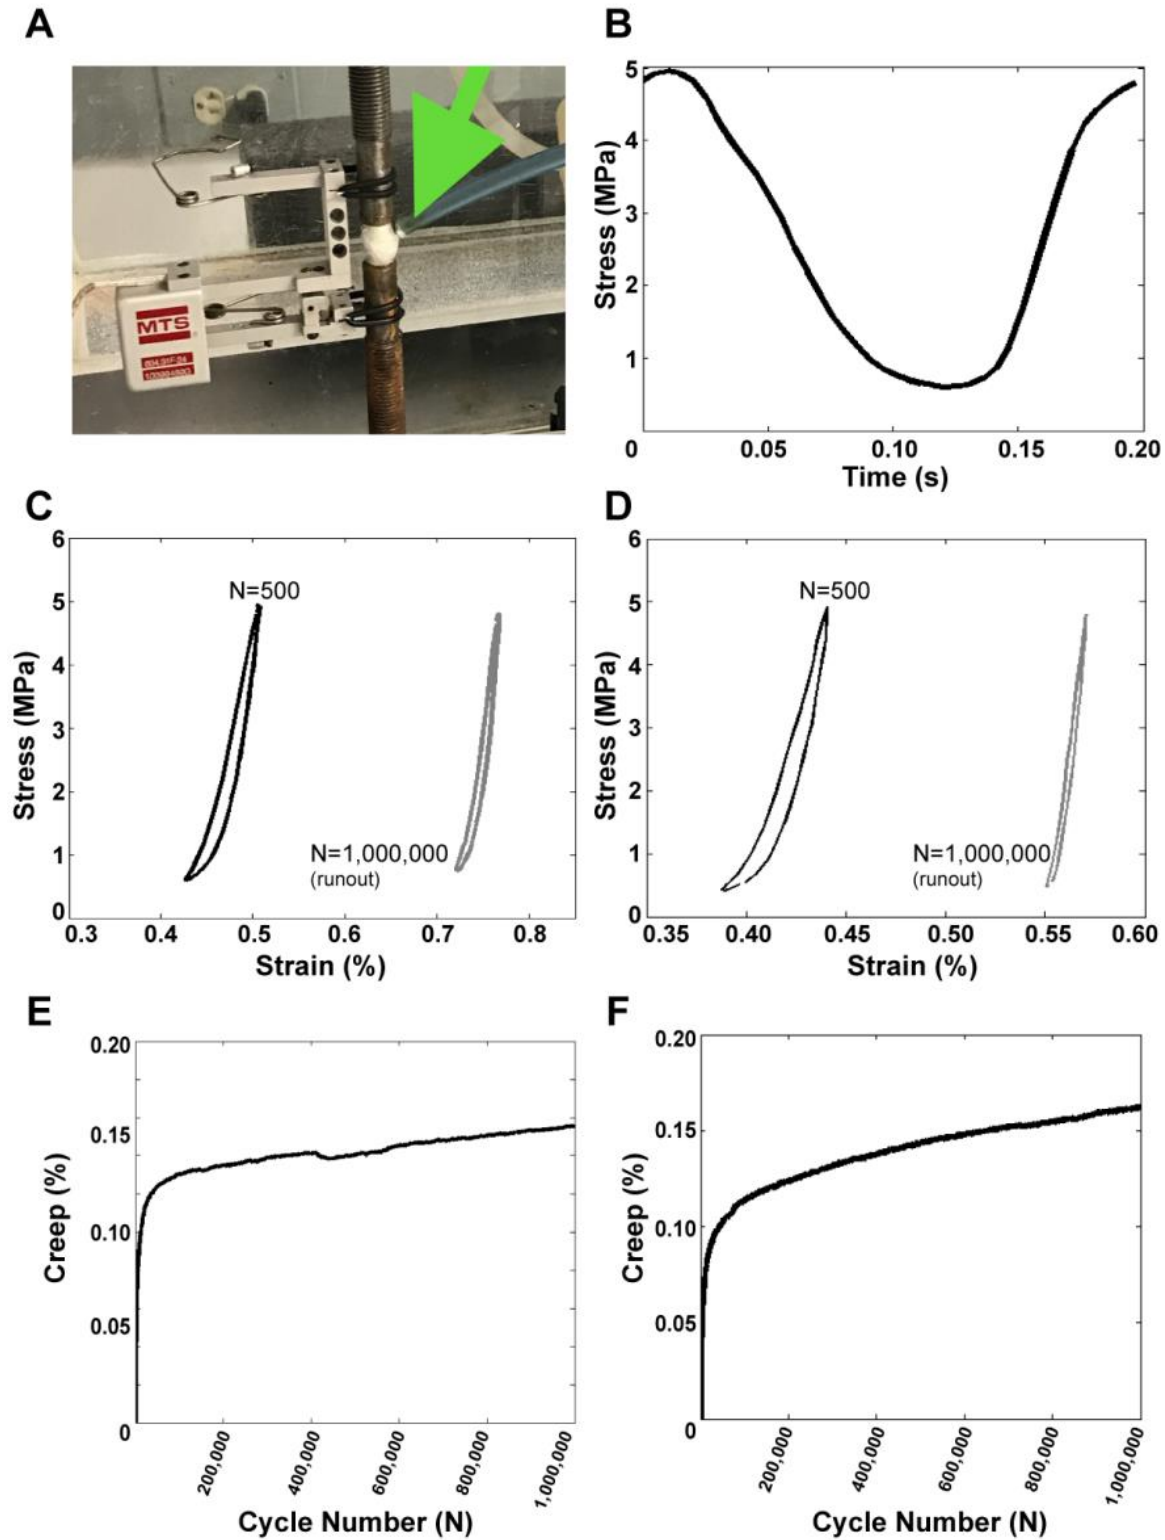 A
MTS
B
Stress (MPa)
5
4
3
2
1
0
0.05
0.10
0.15
0.20
Time (s)
C
Stress (MPa)
6
5
4
3
2
1
0
N=500
N=1,000,000
(runout)
0.3
0.4
0.5
0.6
0.7
0.8
Strain (%)
D
Stress (MPa)
6
5
4
3
2
1
0
N=500
N=1,000,000
(runout)
0.35
0.40
0.45
0.50
0.55
0.60
Strain (%)
E
Creep (%)
0.20
0.15
0.10
0.05
0
200,000
400,000
600,000
800,000
1,000,000
Cycle Number (N)
F
Creep (%)
0.20
0.15
0.10
0.05
0
200,000
400,000
600,000
800,000
1,000,000
Cycle Number (N)